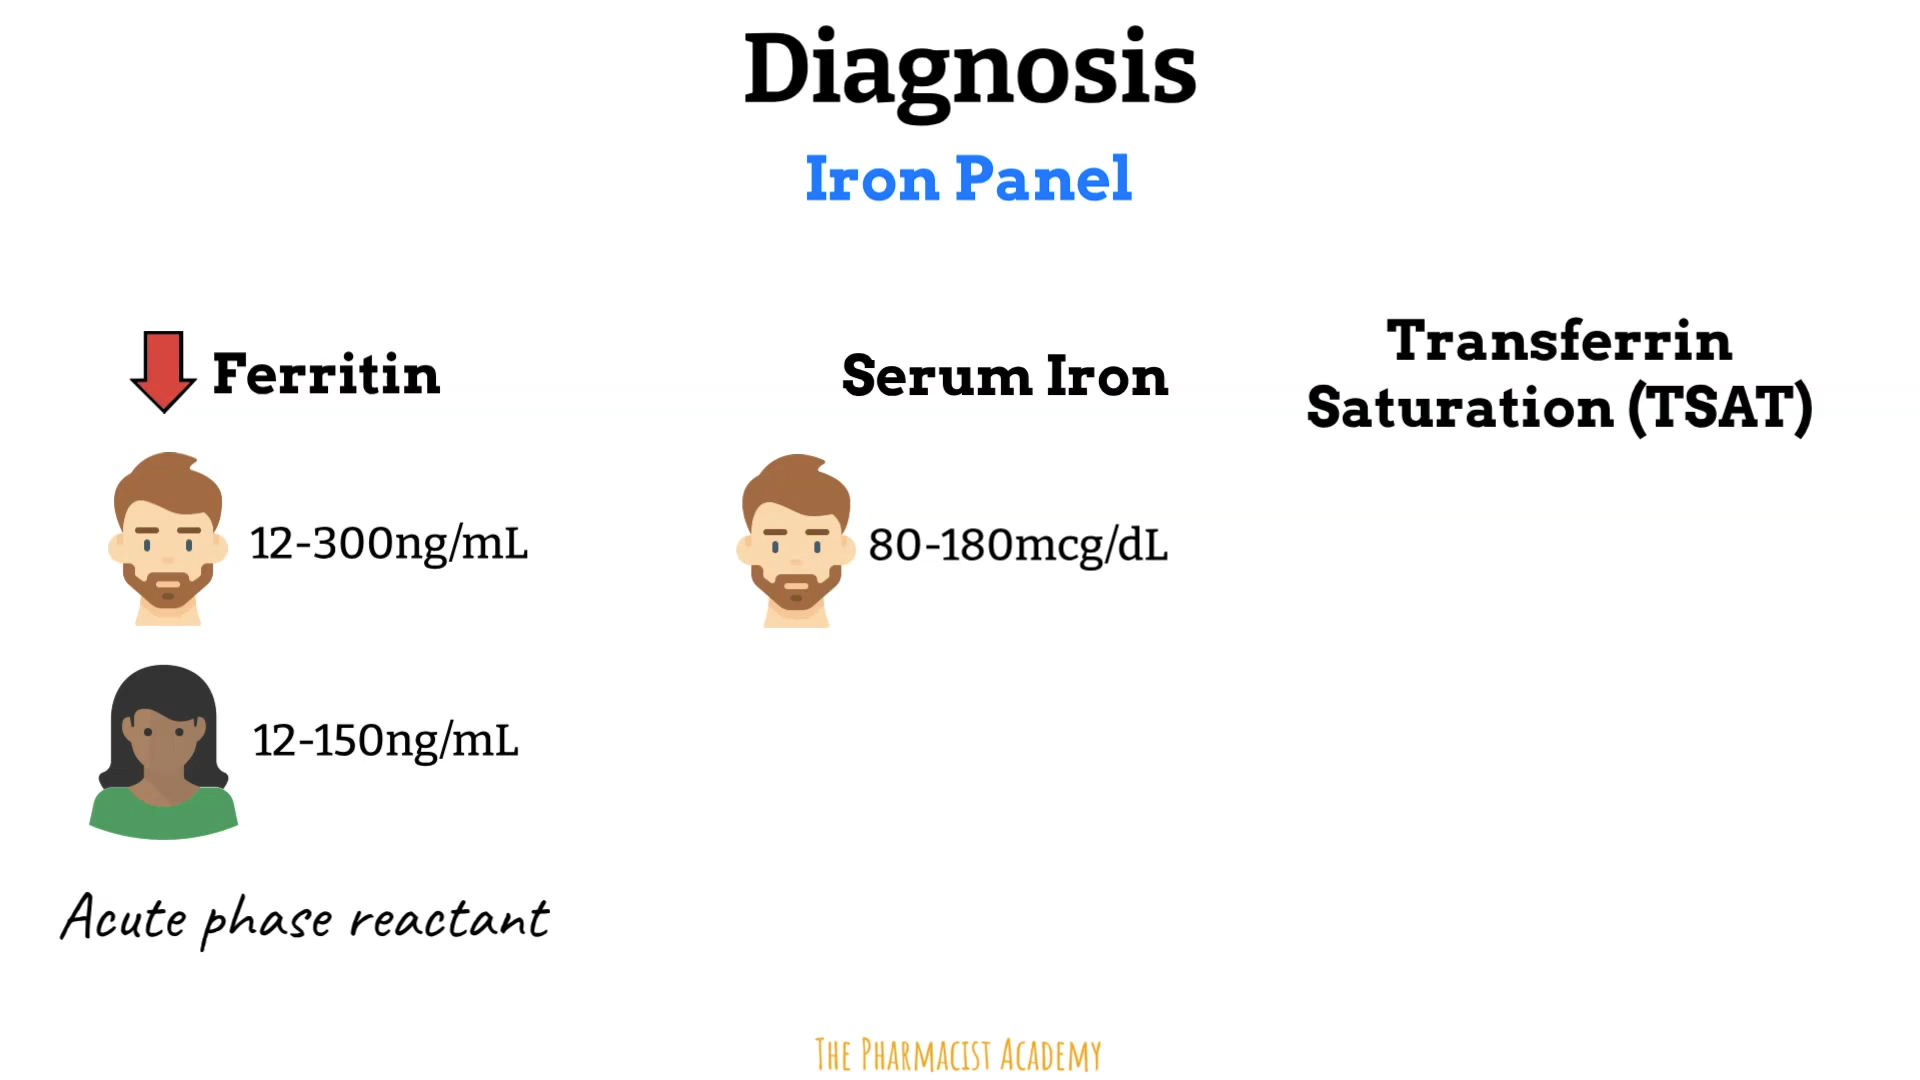 Diagnosis
Iron Panel
Ferritin
12-300ng/mL
12-150ng/mL
Acute phase reactant
Serum Iron
80-180mcg/dL
Transferrin
Saturation (TSAT)
The Pharmacist Academy